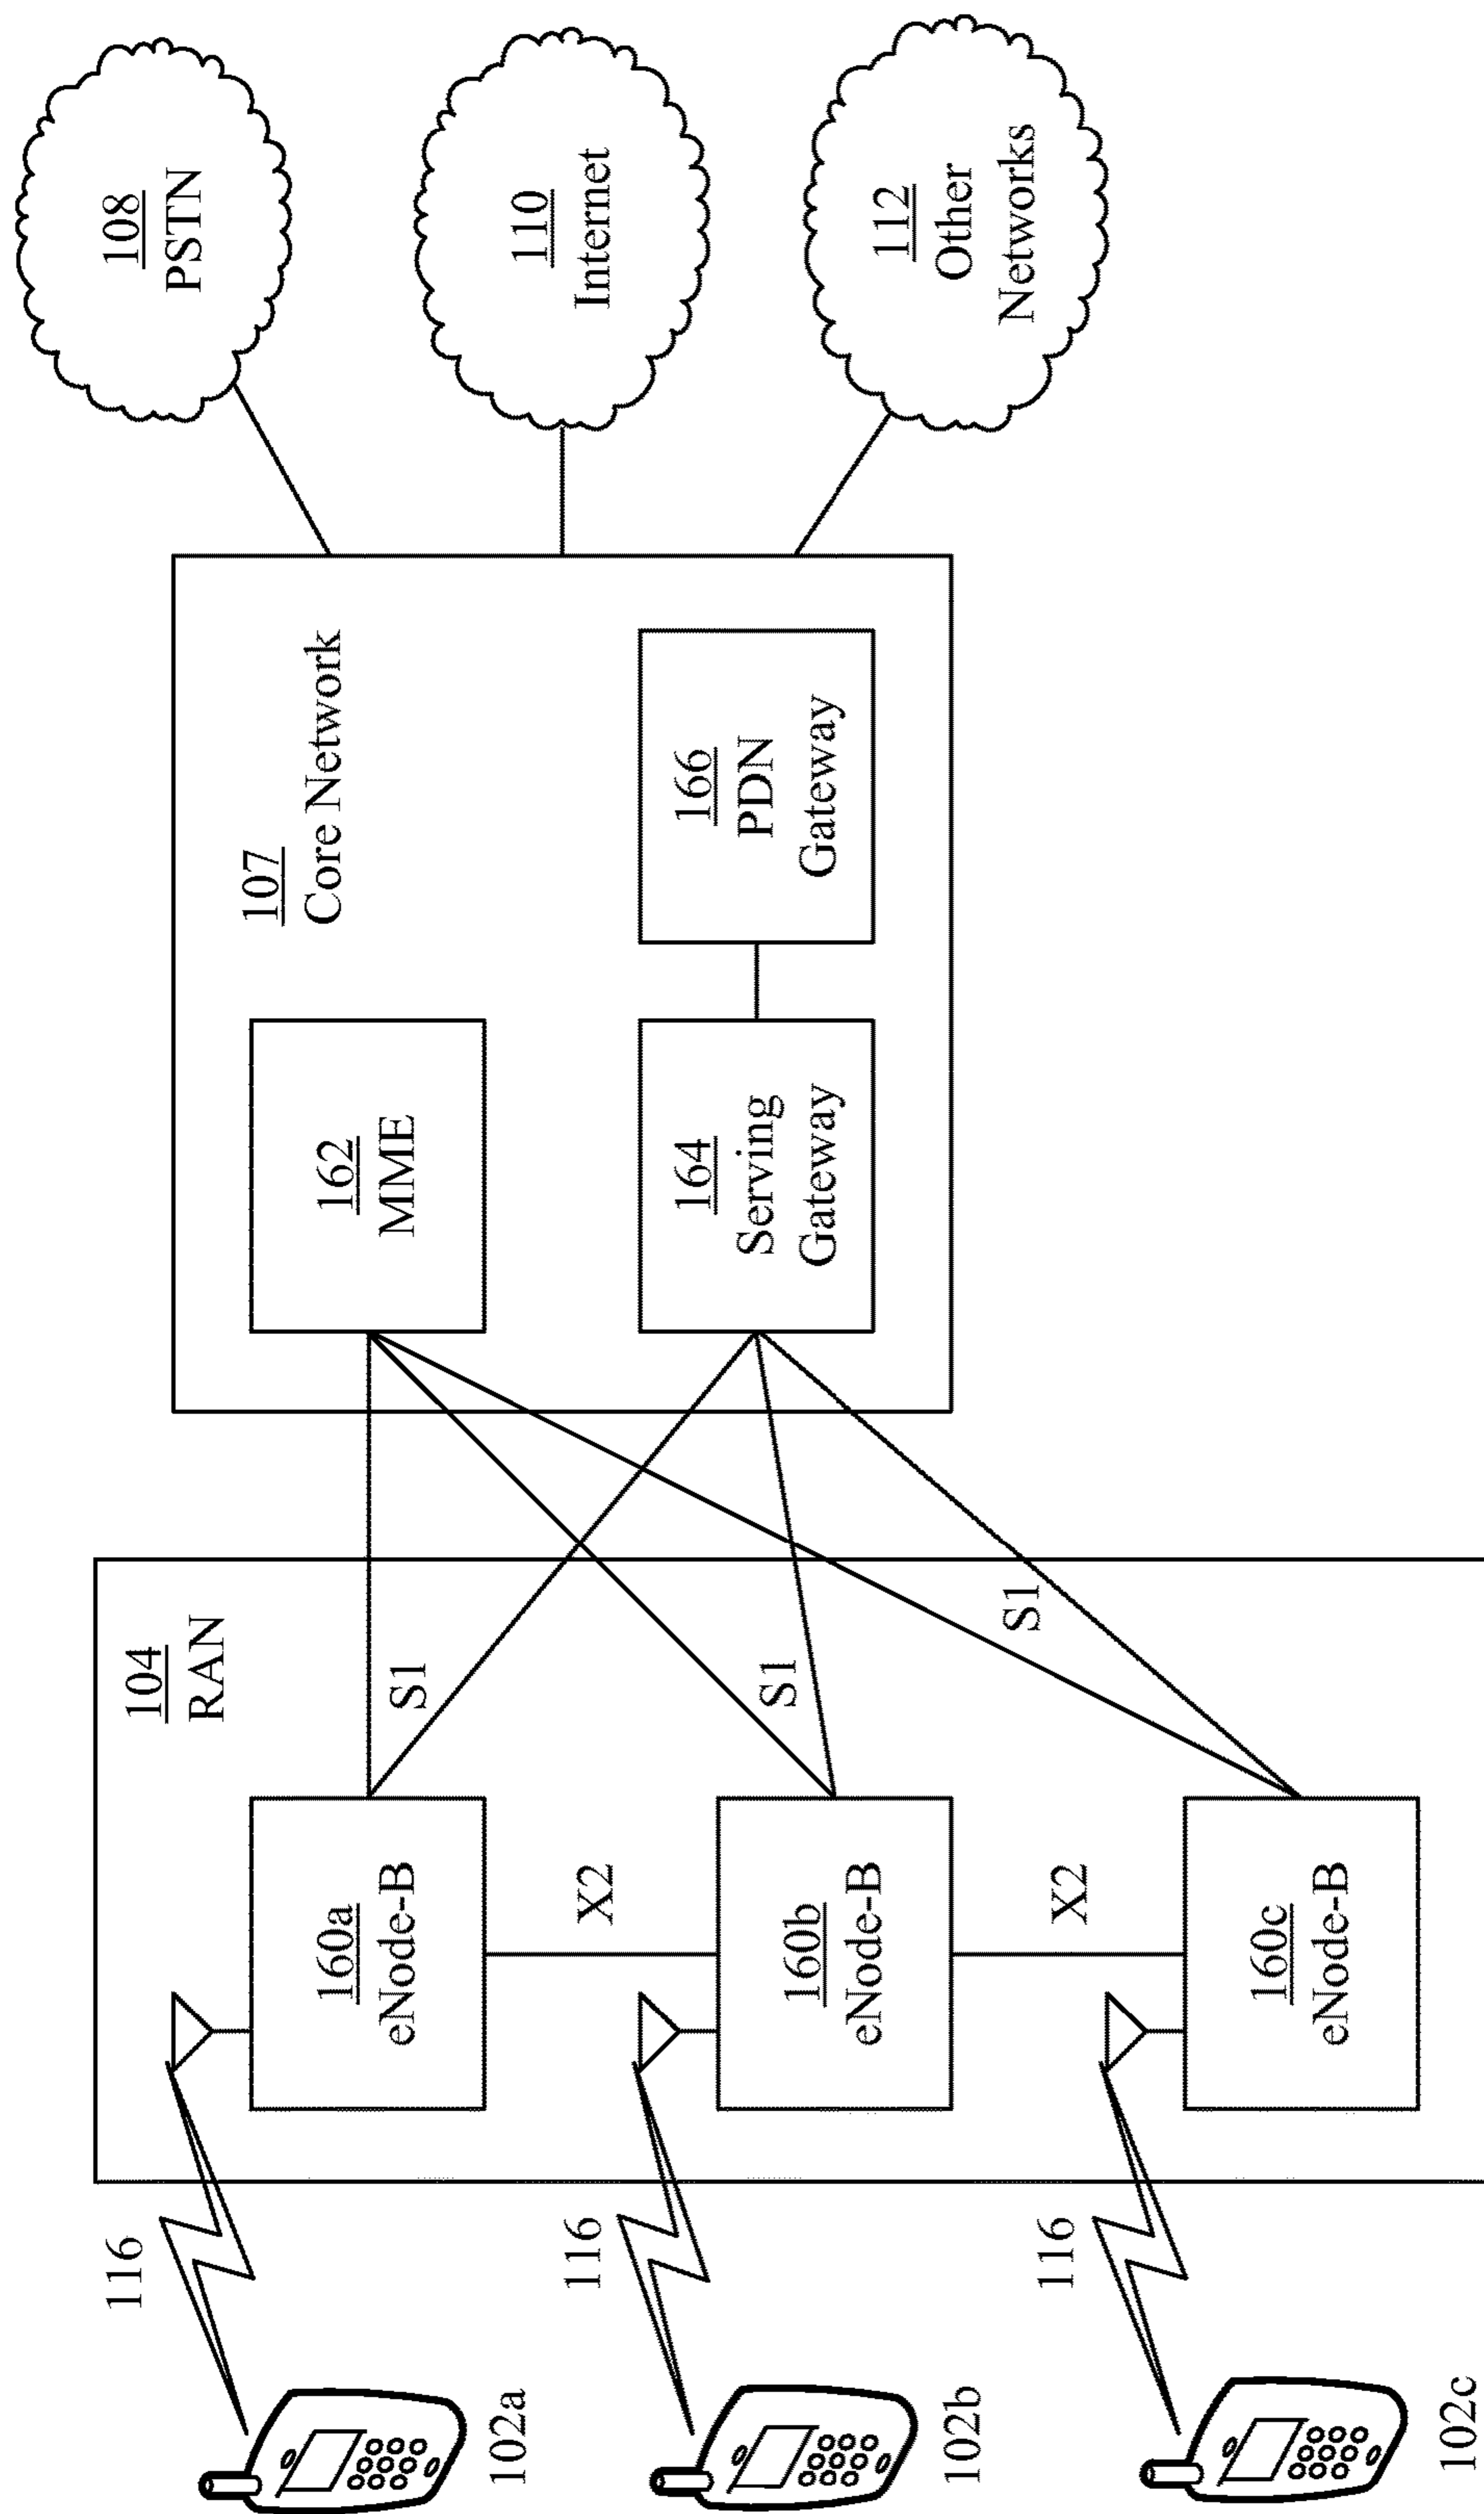 116
102a
116
102b
116
102c
104
RAN
160a
eNode-B
X2
160b
eNode-B
X2
160c
eNode-B
S1
S1
S1
107
Core Network
162
MME
164
Serving
Gateway
166
PDN
Gateway
108
PSTN
110
Internet
112
Other
Networks